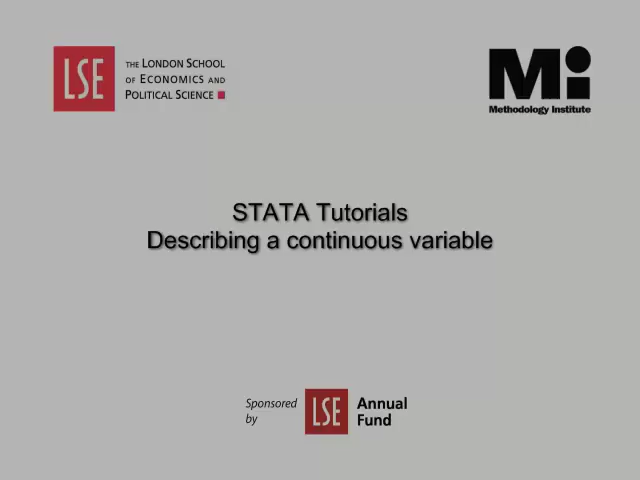 LSE
THE LONDON SCHOOL
OF ECONOMICS AND
POLITICAL SCIENCE
Mi
Methodology Institute
STATA Tutorials
Describing a continuous variable
Sponsored
by
LSE
Annual
Fund